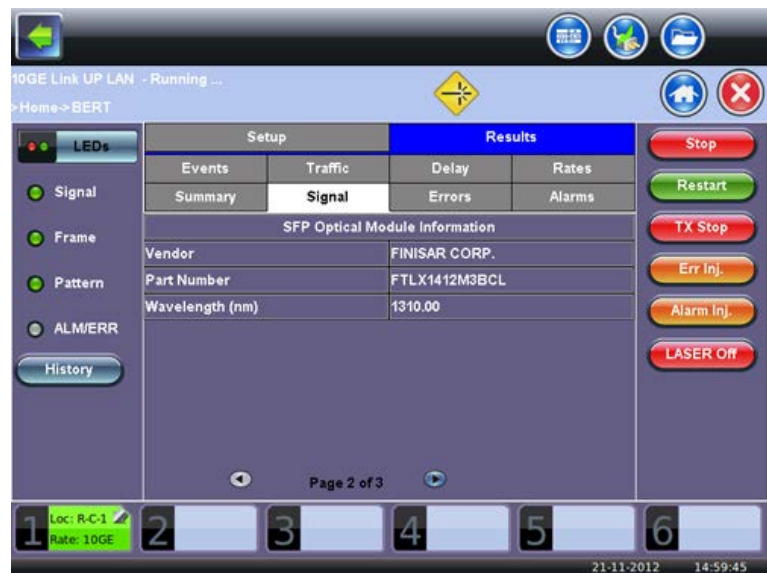 10GE Link UP LAN - Running ...
>Home->BERT
LEDs
Signal
Frame
Pattern
ALM/ERR
History
Setup Results
Events Traffic Delay Rates
Summary Signal Errors Alarms
SFP Optical Module Information
Vendor FINISAR CORP.
Part Number FTLX1412M3BCL
Wavelength (nm) 1310.00
Page 2 of 3
Stop
Restart
TX Stop
Err Inj.
Alarm Inj.
LASER Off
1 Loc: R-C-1
Rate: 10GE
2
3
4
5
6
21-11-2012 14:59:45